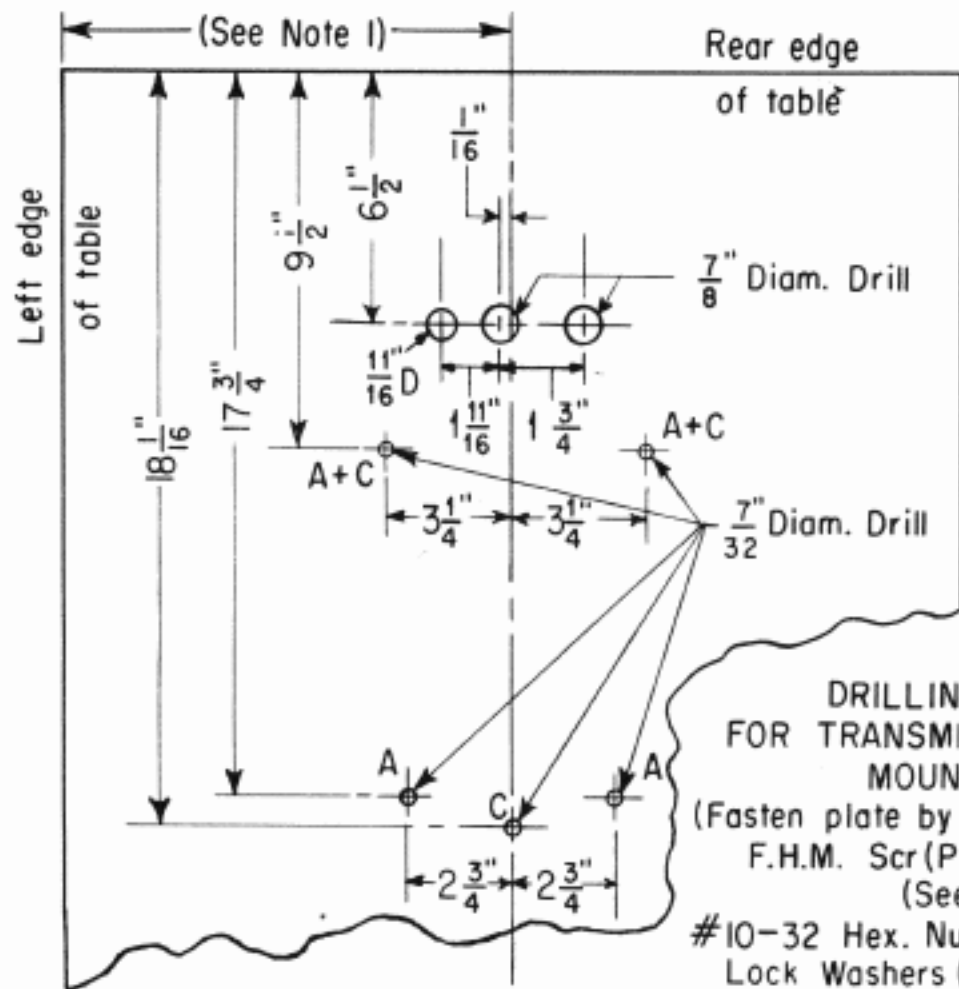 (See Note 1)
Rear edge
of table
Left edge
of table
1/16"
6 1/2"
9 1/2"
17 3/4"
18 1/16"
7/8" Diam. Drill
11/16" D
1 11/16"
1 3/4"
A+C
A+C
3 1/4"
3 1/4"
7/32" Diam. Drill
A
A
C
2 3/4"
2 3/4"
DRILLIN
FOR TRANSMI
MOUN
(Fasten plate by
F.H.M. Scr(P
(See
#10-32 Hex. Nu
Lock Washers (